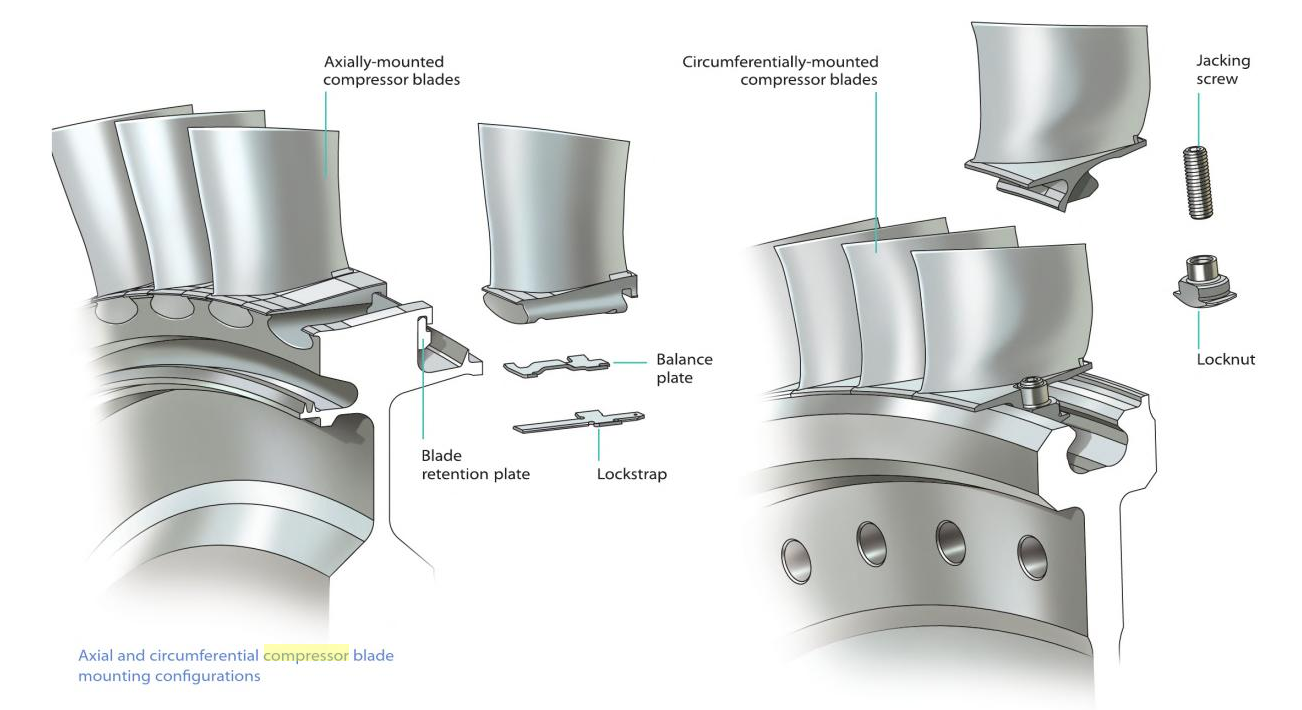 Axially-mounted
compressor blades
Circumferentially-mounted
compressor blades
Jacking
screw
Balance
plate
Locknut
Blade
retention plate
Lockstrap
Axial and circumferential compressor blade
mounting configurations